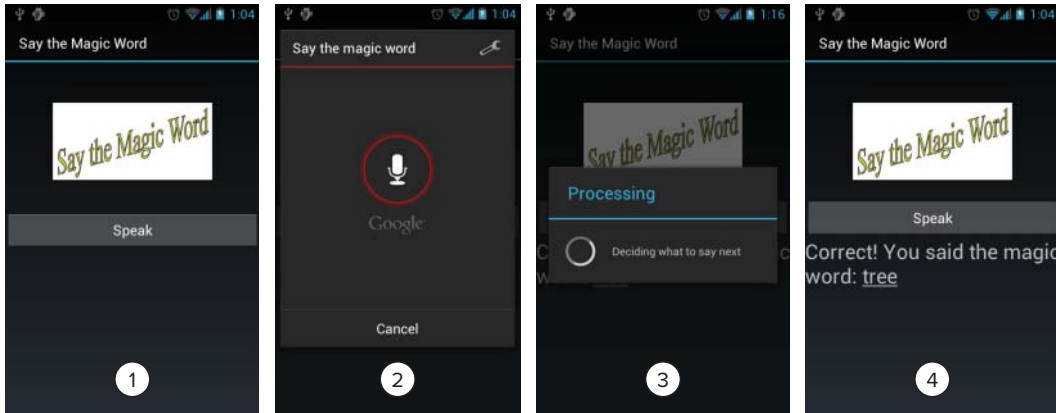 1:04
Say the Magic Word
Say the Magic Word
Speak
1
1:04
Say the magic word
Google
Cancel
2
1:16
Say the Magic Word
Say the Magic Word
Processing
Deciding what to say next
3
1:04
Say the Magic Word
Say the Magic Word
Speak
Correct! You said the magic
word: tree
4